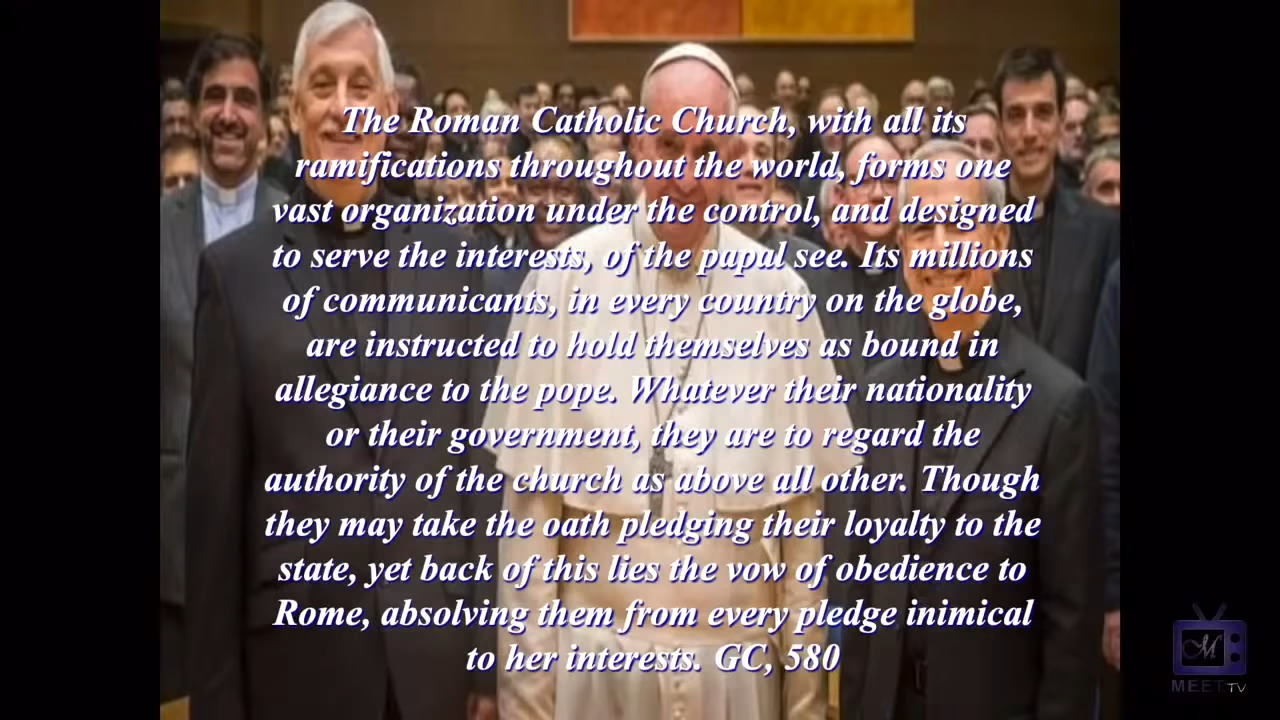 The Roman Catholic Church, with all its
ramifications throughout the world, forms one
vast organization under the control, and designed
to serve the interests, of the papal see. Its millions
of communicants, in every country on the globe,
are instructed to hold themselves as bound in
allegiance to the pope. Whatever their nationality
or their government, they are to regard the
authority of the church as above all other. Though
they may take the oath pledging their loyalty to the
state, yet back of this lies the vow of obedience to
Rome, absolving them from every pledge inimical
to her interests. GC, 580
M
MEET TV